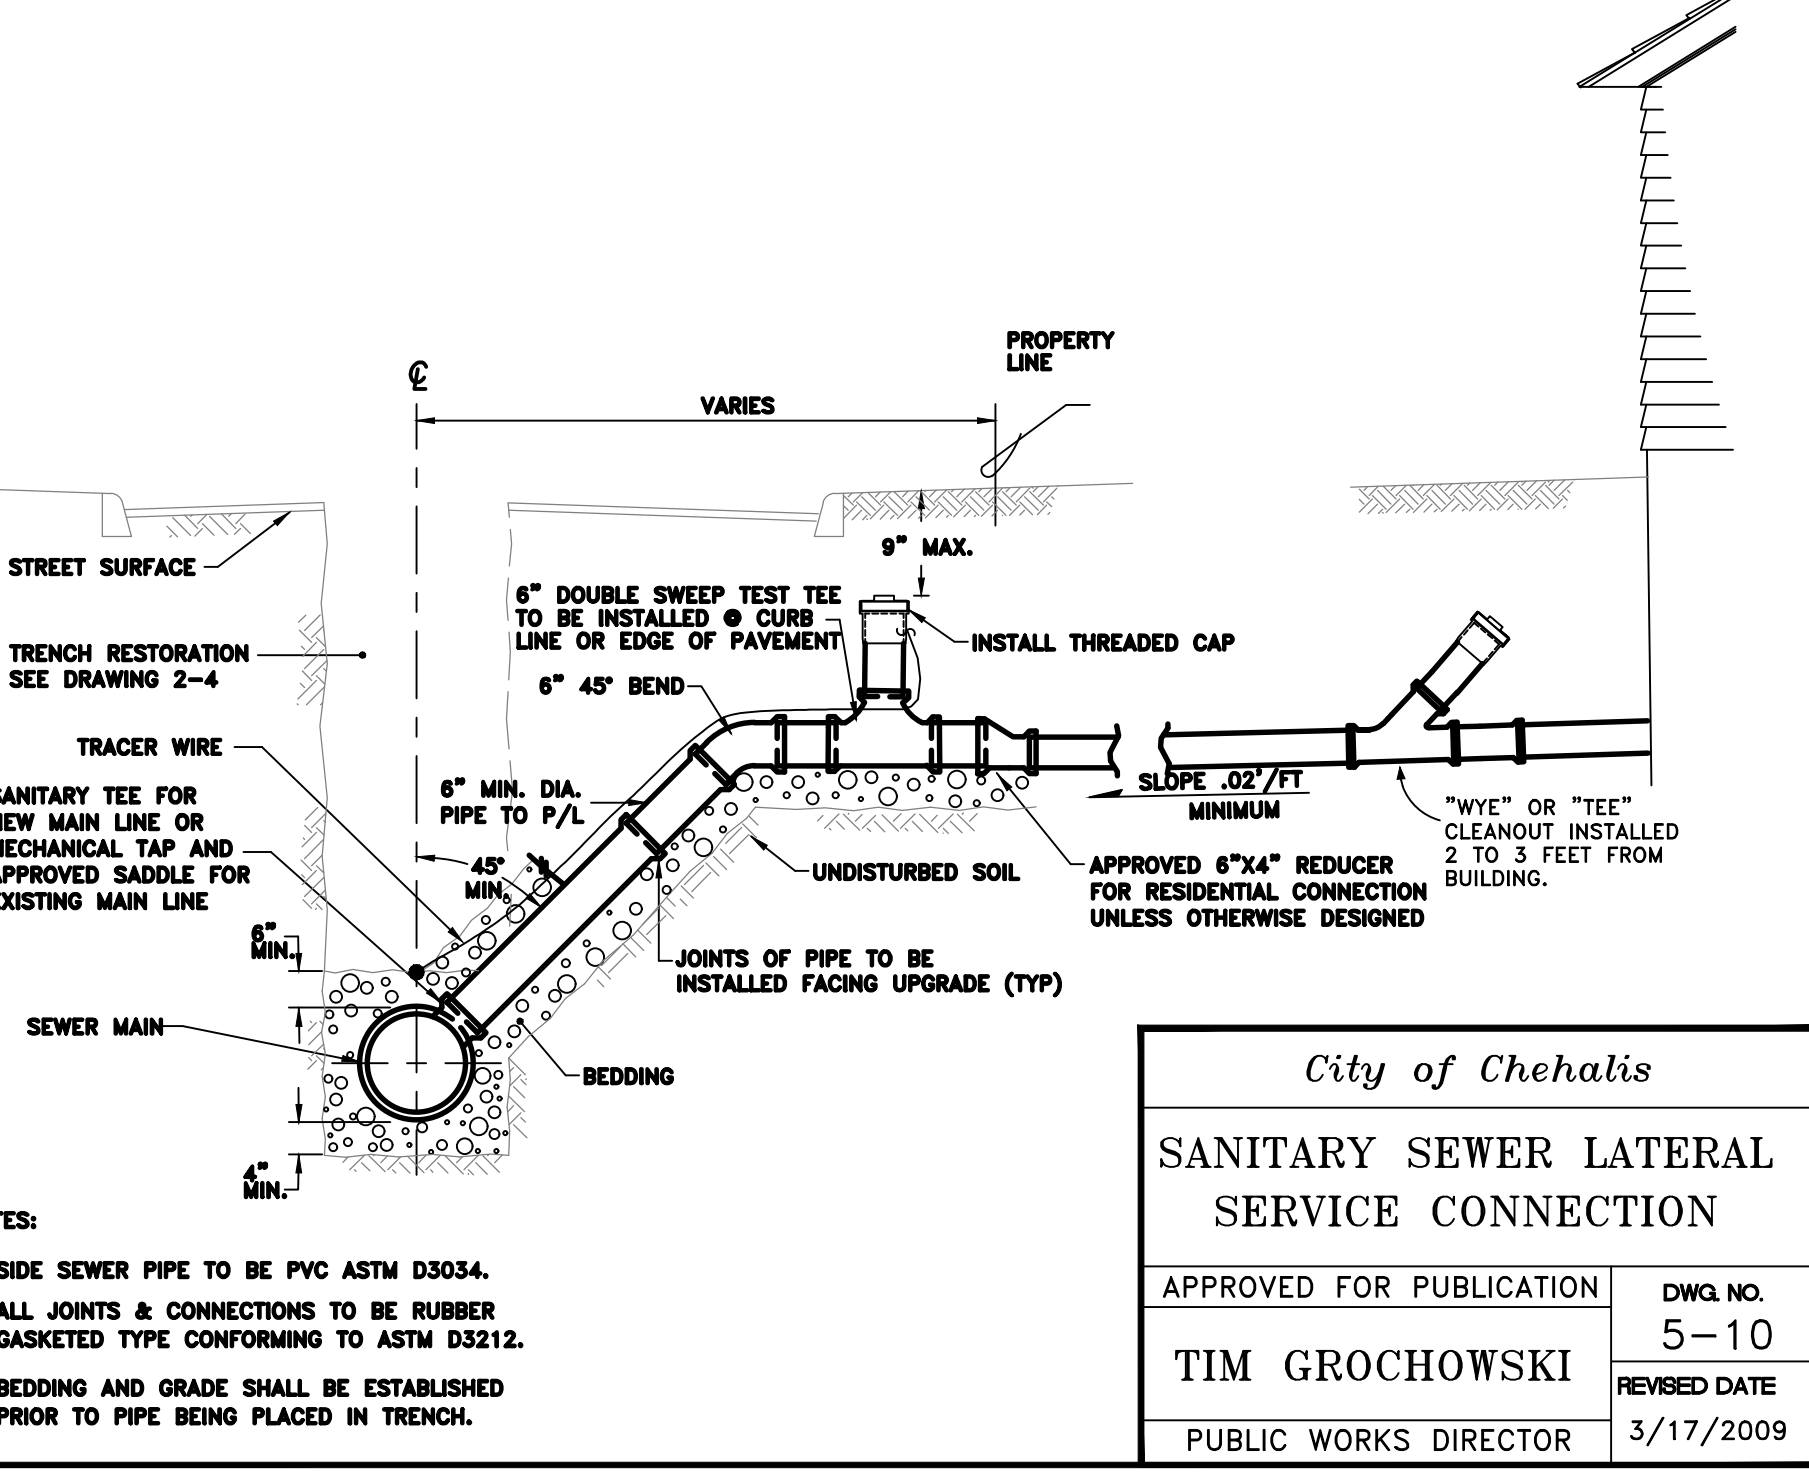 PROPERTY
LINE
℄
VARIES
9" MAX.
STREET SURFACE
6" DOUBLE SWEEP TEST TEE
TO BE INSTALLED @ CURB
LINE OR EDGE OF PAVEMENT
INSTALL THREADED CAP
TRENCH RESTORATION
SEE DRAWING 2-4
6" 45° BEND
TRACER WIRE
6" MIN. DIA.
PIPE TO P/L
SLOPE .02'/FT
MINIMUM
"WYE" OR "TEE"
CLEANOUT INSTALLED
2 TO 3 FEET FROM
BUILDING.
SANITARY TEE FOR
NEW MAIN LINE OR
MECHANICAL TAP AND
APPROVED SADDLE FOR
EXISTING MAIN LINE
45°
MIN.
UNDISTURBED SOIL
APPROVED 6"X4" REDUCER
FOR RESIDENTIAL CONNECTION
UNLESS OTHERWISE DESIGNED
6"
MIN.
JOINTS OF PIPE TO BE
INSTALLED FACING UPGRADE (TYP)
SEWER MAIN
BEDDING
4"
MIN.
TES:
SIDE SEWER PIPE TO BE PVC ASTM D3034.
ALL JOINTS & CONNECTIONS TO BE RUBBER
GASKETED TYPE CONFORMING TO ASTM D3212.
BEDDING AND GRADE SHALL BE ESTABLISHED
PRIOR TO PIPE BEING PLACED IN TRENCH.
City of Chehalis
SANITARY SEWER LATERAL
SERVICE CONNECTION
APPROVED FOR PUBLICATION
TIM GROCHOWSKI
PUBLIC WORKS DIRECTOR
DWG. NO.
5-10
REVISED DATE
3/17/2009